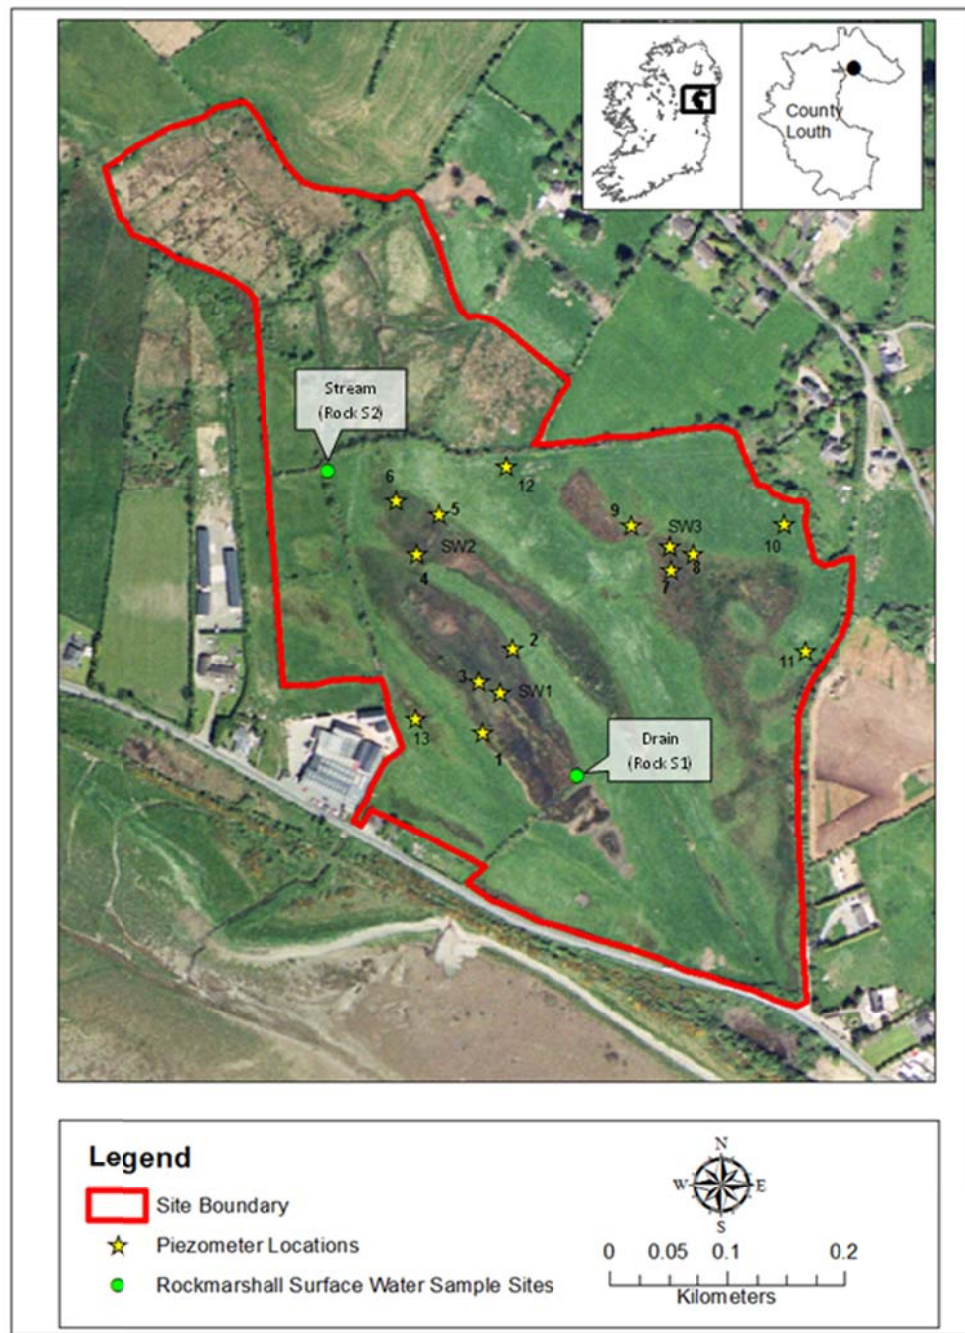 County
Louth
Stream
(Rock S2)
6
12
5
9
SW3
10
SW2
4
8
7
2
11
3
SW1
13
1
Drain
(Rock S1)
Legend
Site Boundary
Piezometer Locations
Rockmarshall Surface Water Sample Sites
N
W
E
S
0 0.05 0.1 0.2
Kilometers